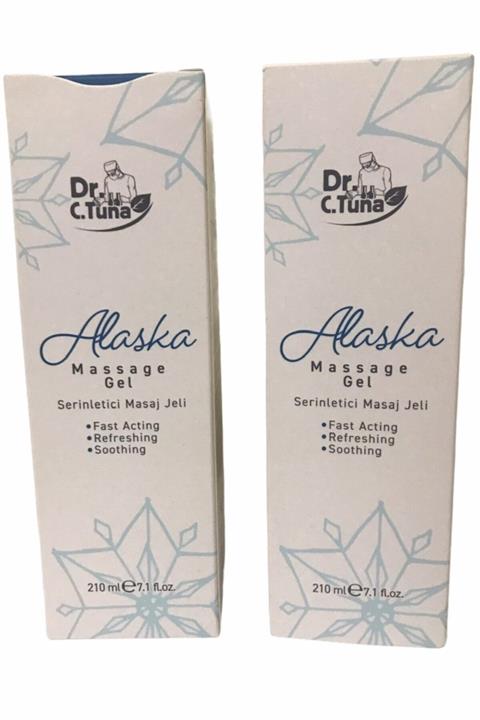 Dr.
C.Tuna
Alaska
Massage
Gel
Serinletici Masaj Jeli
•Fast Acting
•Refreshing
•Soothing
210 ml ℮ 7.1 fl.oz.
Dr.
C.Tuna
Alaska
Massage
Gel
Serinletici Masaj Jeli
•Fast Acting
•Refreshing
•Soothing
210 ml ℮ 7.1 fl.oz.